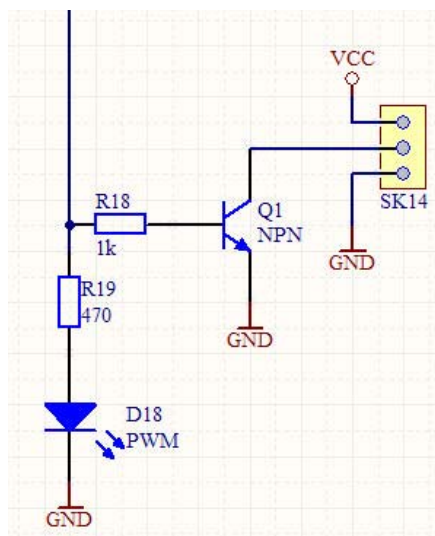 VCC
SK14
R18
1k
Q1
NPN
GND
R19
470
GND
D18
PWM
GND